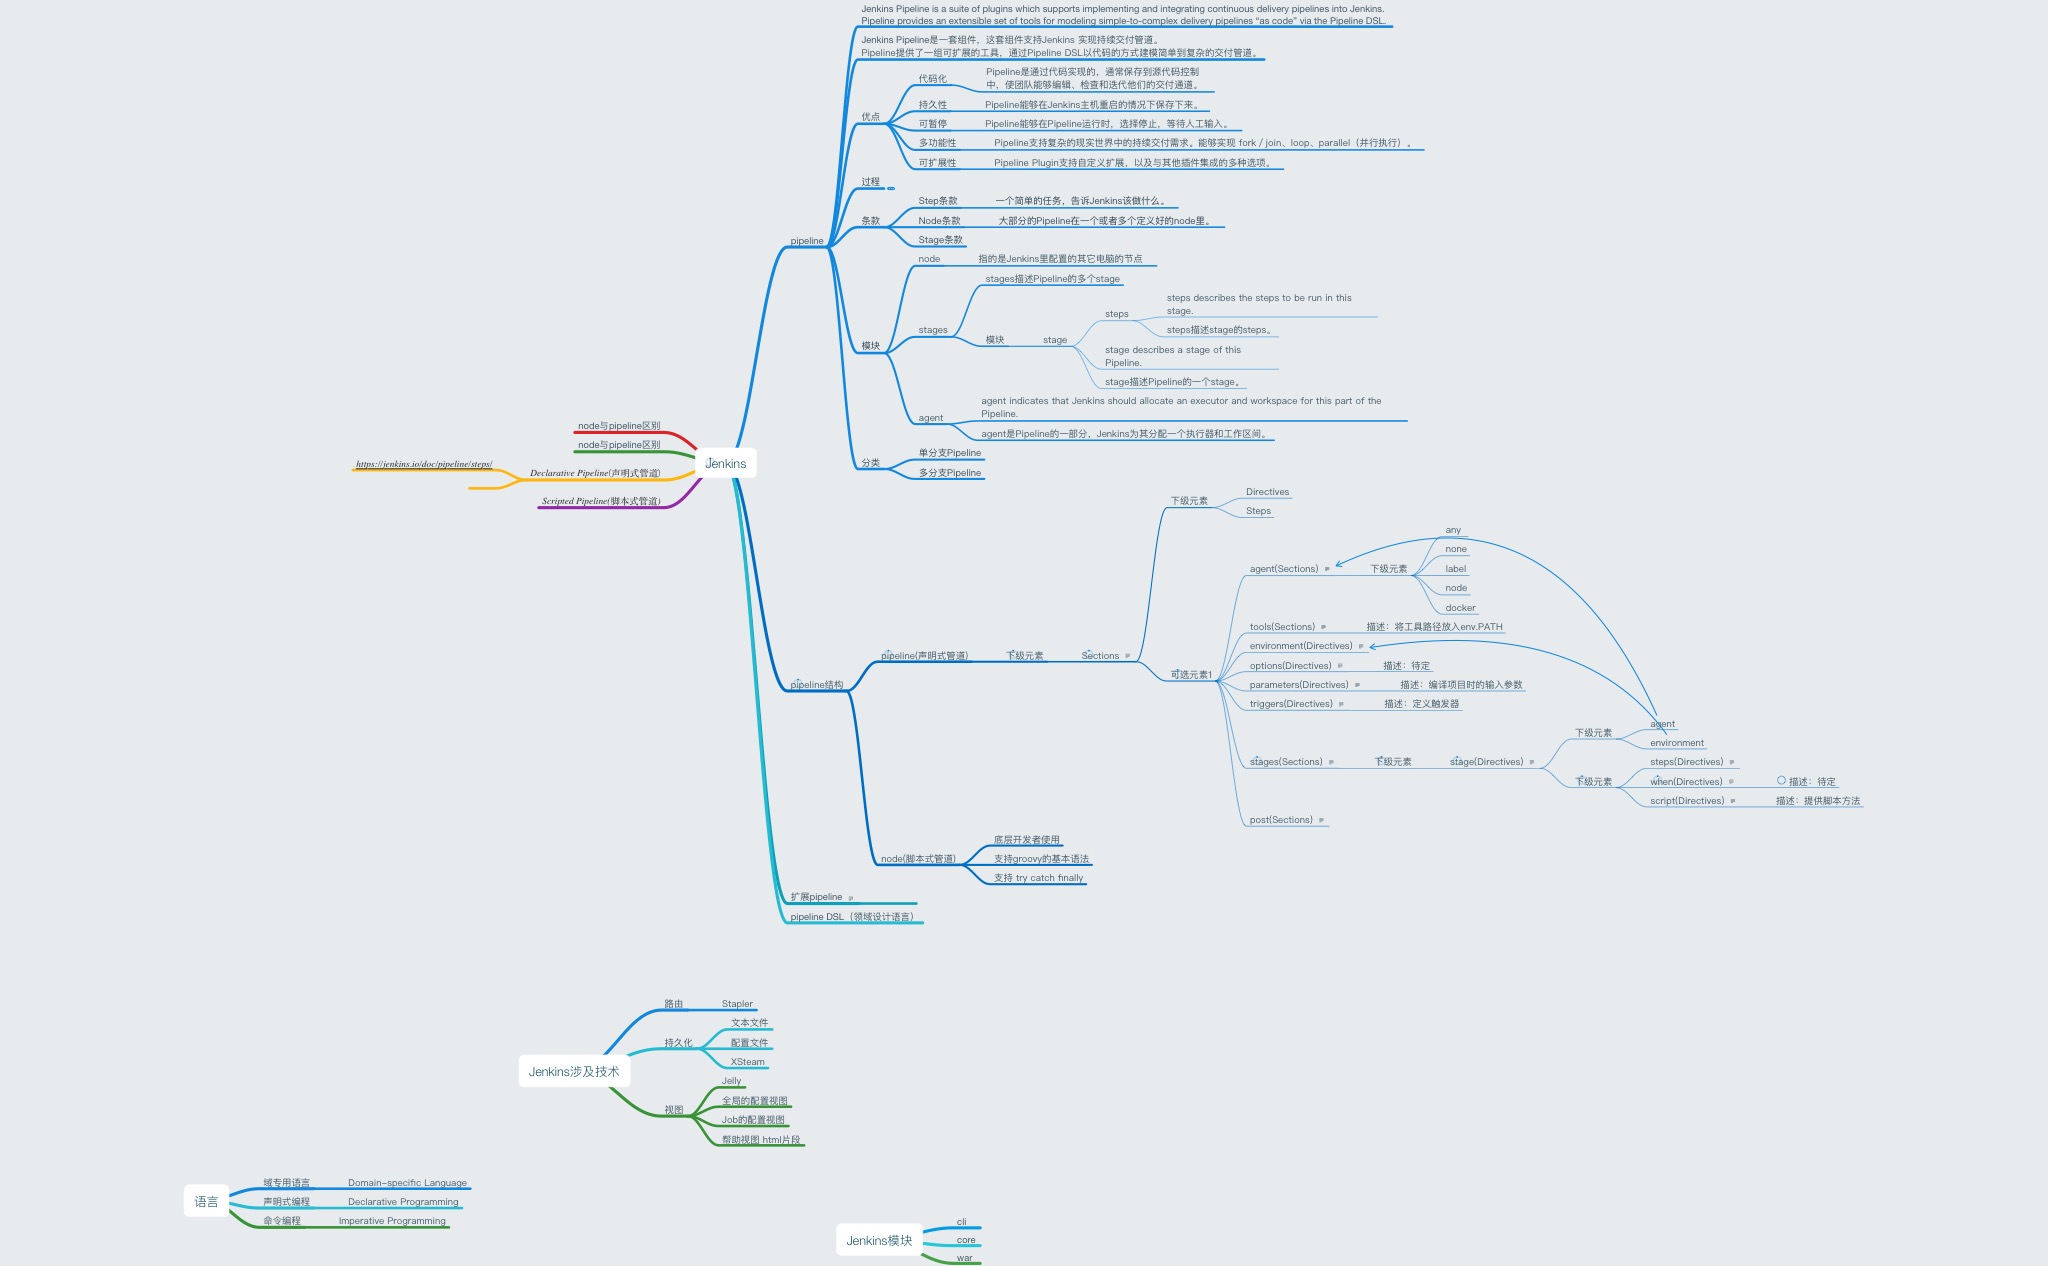 Jenkins Pipeline is a suite of plugins which supports implementing and integrating continuous delivery pipelines into Jenkins.
Pipeline provides an extensible set of tools for modeling simple-to-complex delivery pipelines “as code” via the Pipeline DSL.
Jenkins Pipeline是一套组件，这套组件支持Jenkins 实现持续交付管道。
Pipeline提供了一组可扩展的工具，通过Pipeline DSL以代码的方式建模简单到复杂的交付管道。
优点
代码化
Pipeline是通过代码实现的，通常保存到源代码控制
中，使团队能够编辑、检查和迭代他们的交付通道。
持久性
Pipeline能够在Jenkins主机重启的情况下保存下来。
可暂停
Pipeline能够在Pipeline运行时，选择停止，等待人工输入。
多功能性
Pipeline支持复杂的现实世界中的持续交付需求。能够实现 fork / join、loop、parallel（并行执行）。
可扩展性
Pipeline Plugin支持自定义扩展，以及与其他插件集成的多种选项。
过程
条款
Step条款
一个简单的任务，告诉Jenkins该做什么。
Node条款
大部分的Pipeline在一个或者多个定义好的node里。
Stage条款
pipeline
模块
node
指的是Jenkins里配置的其它电脑的节点
stages
stages描述Pipeline的多个stage
模块
stage
steps
steps describes the steps to be run in this
stage.
steps描述stage的steps。
stage describes a stage of this
Pipeline.
stage描述Pipeline的一个stage。
agent
agent indicates that Jenkins should allocate an executor and workspace for this part of the
Pipeline.
agent是Pipeline的一部分，Jenkins为其分配一个执行器和工作区间。
分类
单分支Pipeline
多分支Pipeline
node与pipeline区别
node与pipeline区别
https://jenkins.io/doc/pipeline/steps/
Declarative Pipeline(声明式管道)
Scripted Pipeline(脚本式管道)
Jenkins
pipeline结构
pipeline(声明式管道)
下级元素
Sections
下级元素
Directives
Steps
可选元素1
agent(Sections)
下级元素
any
none
label
node
docker
tools(Sections)
描述：将工具路径放入env.PATH
environment(Directives)
options(Directives)
描述：待定
parameters(Directives)
描述：编译项目时的输入参数
triggers(Directives)
描述：定义触发器
stages(Sections)
下级元素
stage(Directives)
下级元素
agent
environment
下级元素
steps(Directives)
when(Directives)
描述：待定
script(Directives)
描述：提供脚本方法
post(Sections)
node(脚本式管道)
底层开发者使用
支持groovy的基本语法
支持 try catch finally
扩展pipeline
pipeline DSL（领域设计语言）
Jenkins涉及技术
路由
Stapler
持久化
文本文件
配置文件
XSteam
视图
Jelly
全局的配置视图
Job的配置视图
帮助视图 html片段
语言
域专用语言
Domain-specific Language
声明式编程
Declarative Programming
命令编程
Imperative Programming
Jenkins模块
cli
core
war